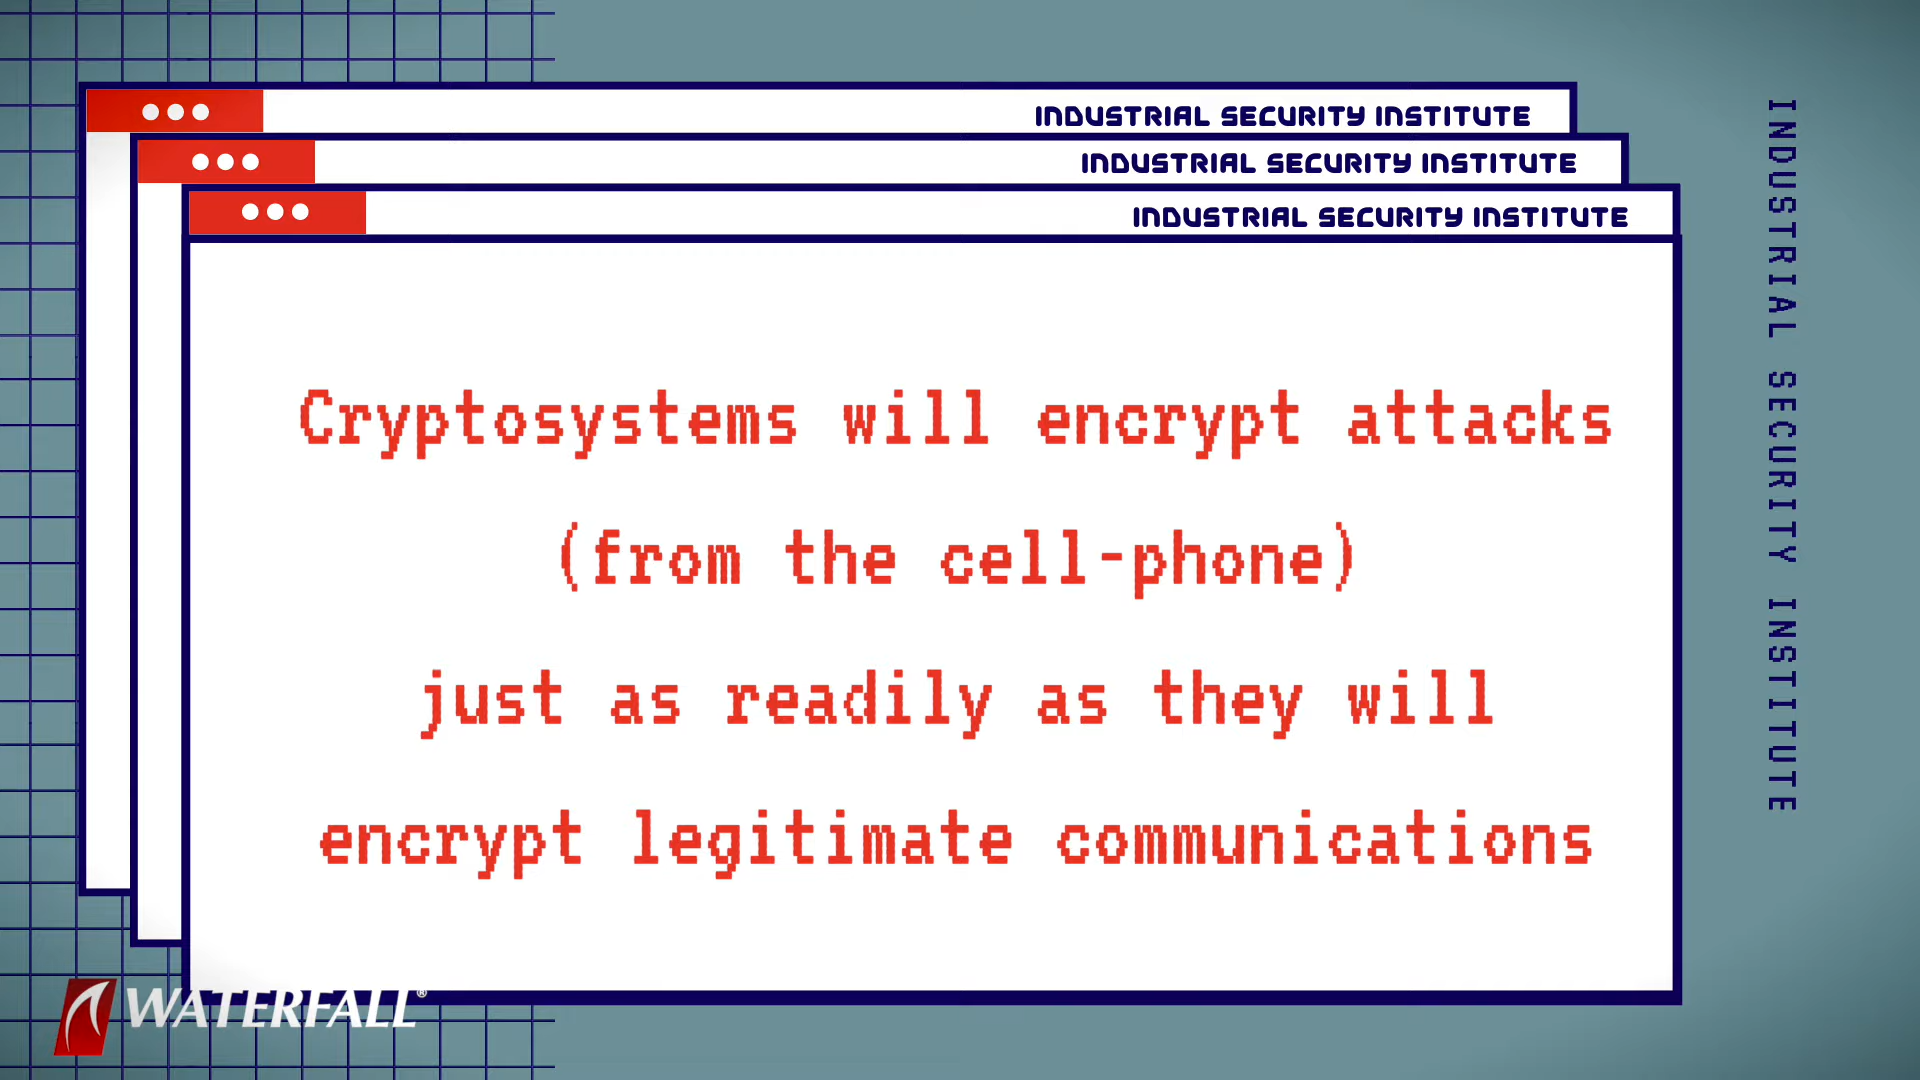 INDUSTRIAL SECURITY INSTITUTE
INDUSTRIAL SECURITY INSTITUTE
INDUSTRIAL SECURITY INSTITUTE
Cryptosystems will encrypt attacks
(from the cell-phone)
just as readily as they will
encrypt legitimate communications
INDUSTRIAL SECURITY INSTITUTE
WATERFALL®